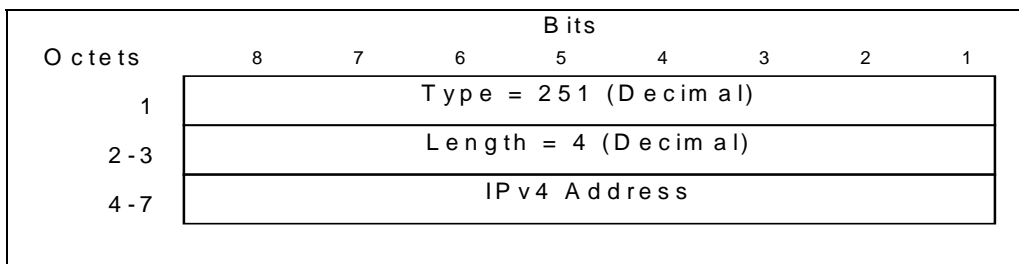 Bits
Octets 8 7 6 5 4 3 2 1
1 Type = 251 (Decimal)
2-3 Length = 4 (Decimal)
4-7 IPv4 Address